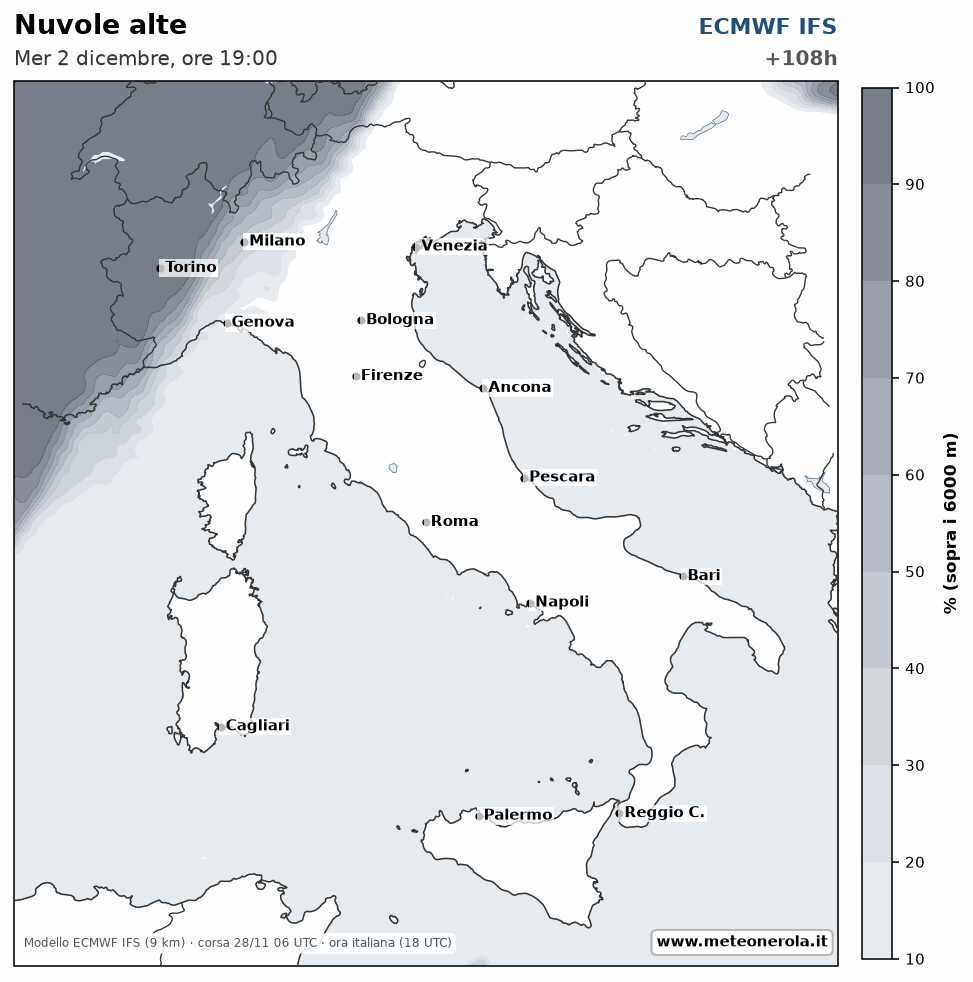 Nuvole alte
ECMWF IFS
Mer 2 dicembre, ore 19:00
+108h
100
90
80
70
60
50
40
30
20
10
% (sopra i 6000 m)
Milano
Venezia
Torino
Genova
Bologna
Firenze
Ancona
Pescara
Roma
Bari
Napoli
Cagliari
Palermo
Reggio C.
Modello ECMWF IFS (9 km) · corsa 28/11 06 UTC · ora italiana (18 UTC)
www.meteonerola.it